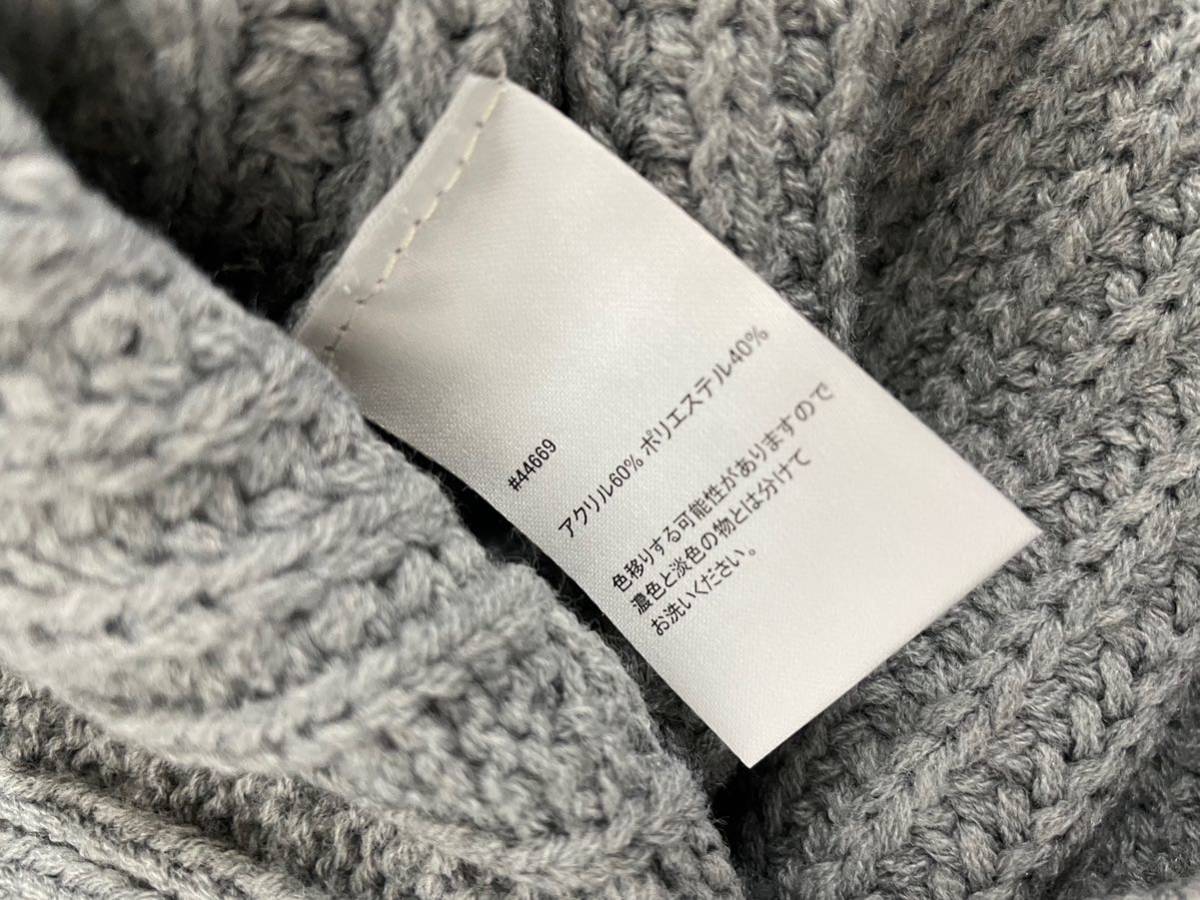 #44669
アクリル60% ポリエステル40%
色移りする可能性がありますので
濃色と淡色の物とは分けて
お洗いください。